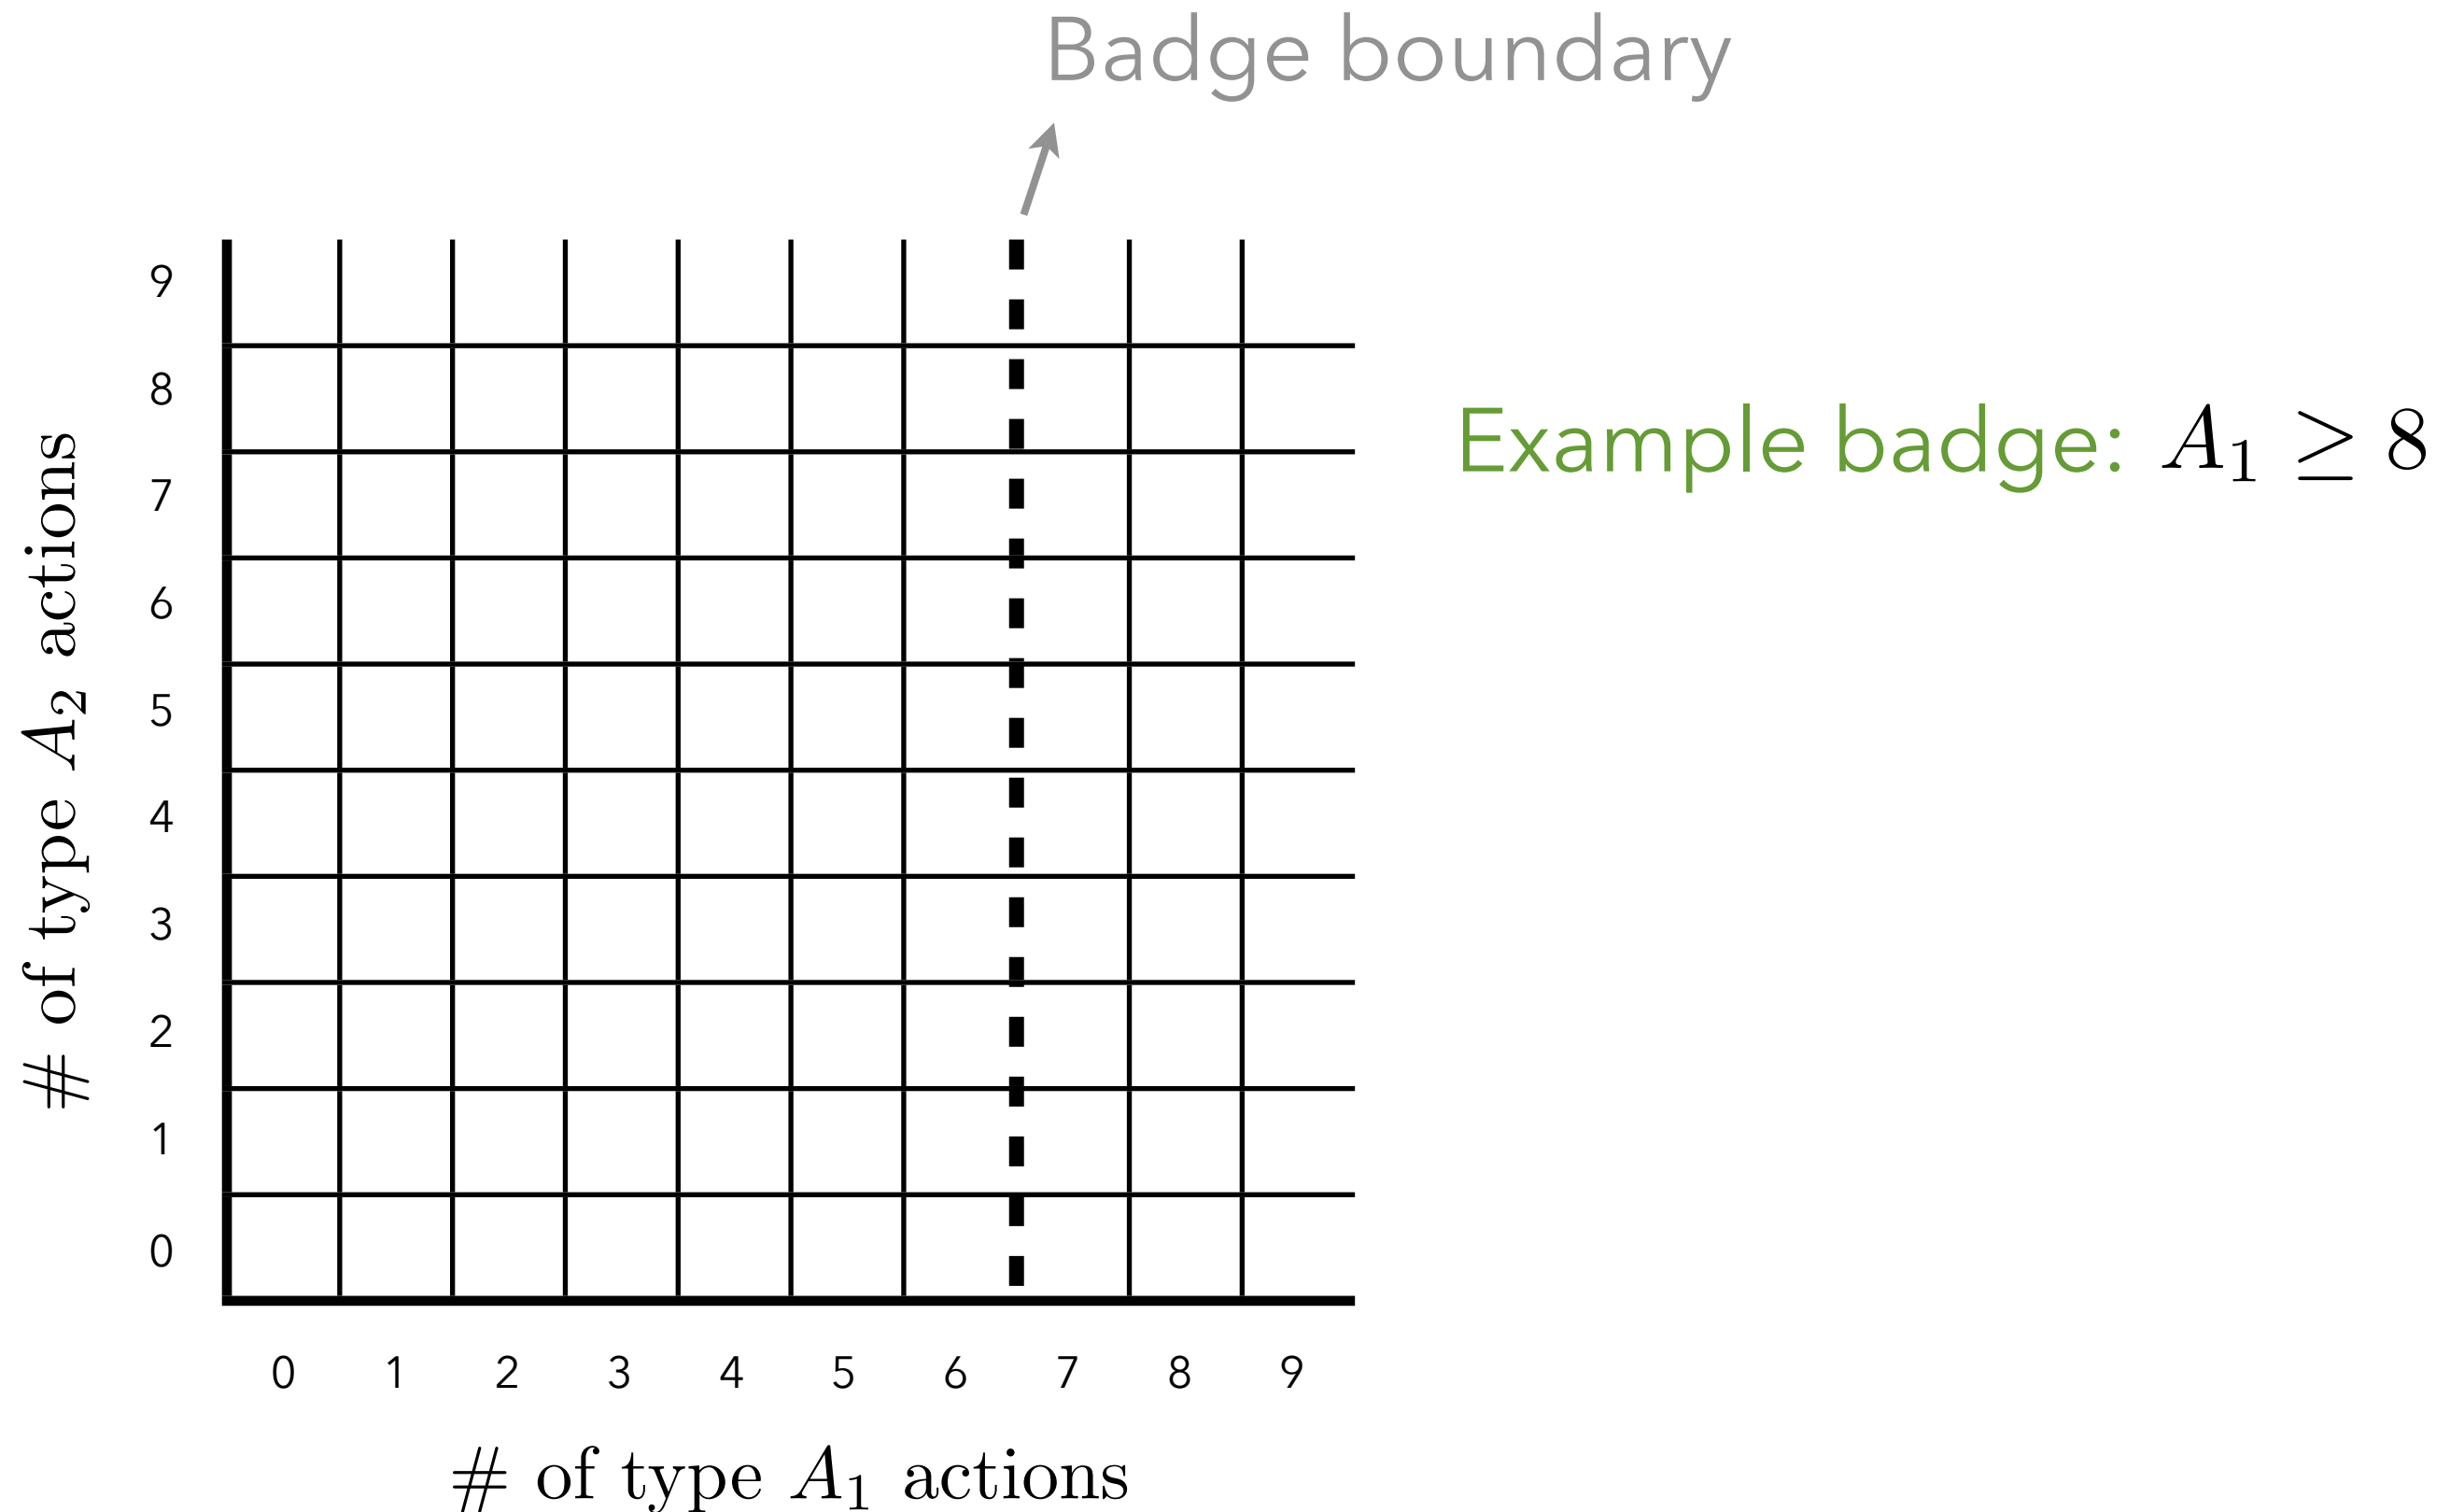 Badge boundary
Example badge: A₁ ≥ 8
# of type A₂ actions
9
8
7
6
5
4
3
2
1
0
0 1 2 3 4 5 6 7 8 9
# of type A₁ actions